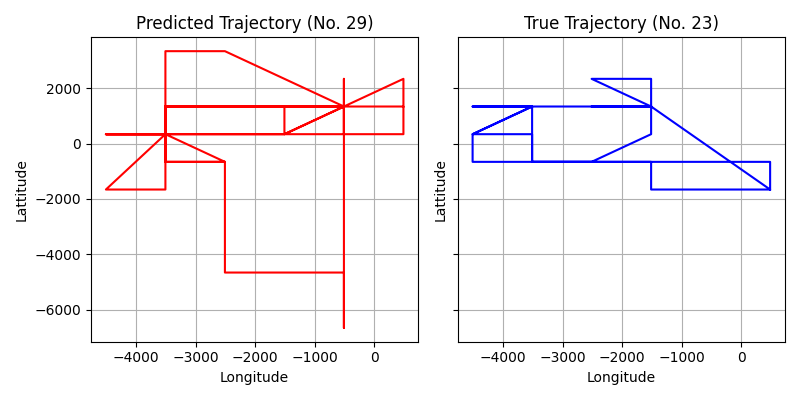 Predicted Trajectory (No. 29)
True Trajectory (No. 23)
Lattitude
2000
0
−2000
−4000
−6000
−4000 −3000 −2000 −1000 0
Longitude
Lattitude
−4000 −3000 −2000 −1000 0
Longitude